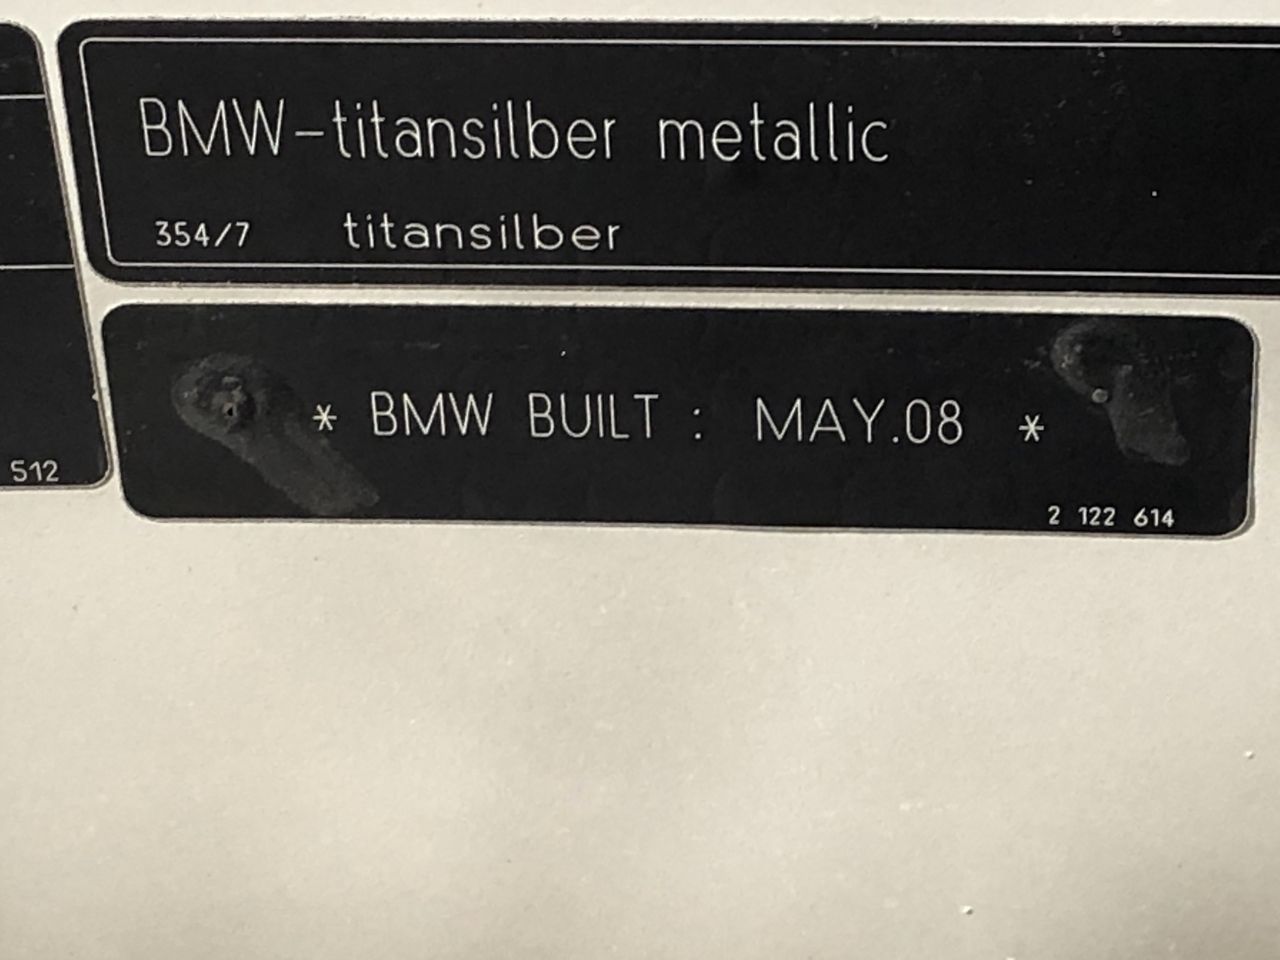 BMW-titansilber metallic
354/7 titansilber
* BMW BUILT : MAY.08 *
512
2 122 614